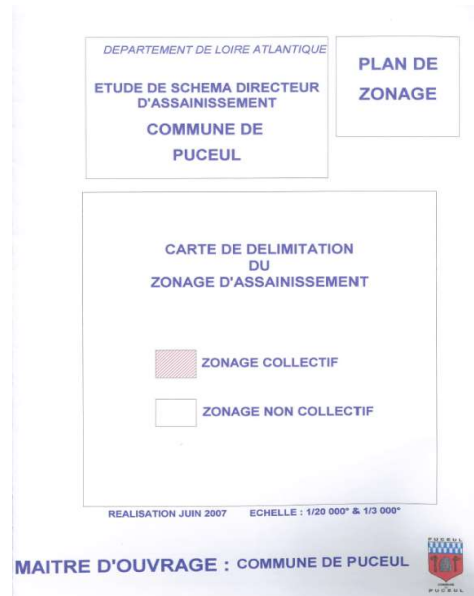 DEPARTEMENT DE LOIRE ATLANTIQUE
ETUDE DE SCHEMA DIRECTEUR
D'ASSAINISSEMENT
COMMUNE DE
PUCEUL
PLAN DE
ZONAGE
CARTE DE DELIMITATION
DU
ZONAGE D'ASSAINISSEMENT
ZONAGE COLLECTIF
ZONAGE NON COLLECTIF
REALISATION JUIN 2007 ECHELLE : 1/20 000° & 1/3 000°
MAITRE D'OUVRAGE : COMMUNE DE PUCEUL
PUCEUL
COMMUNE
PUCEUL